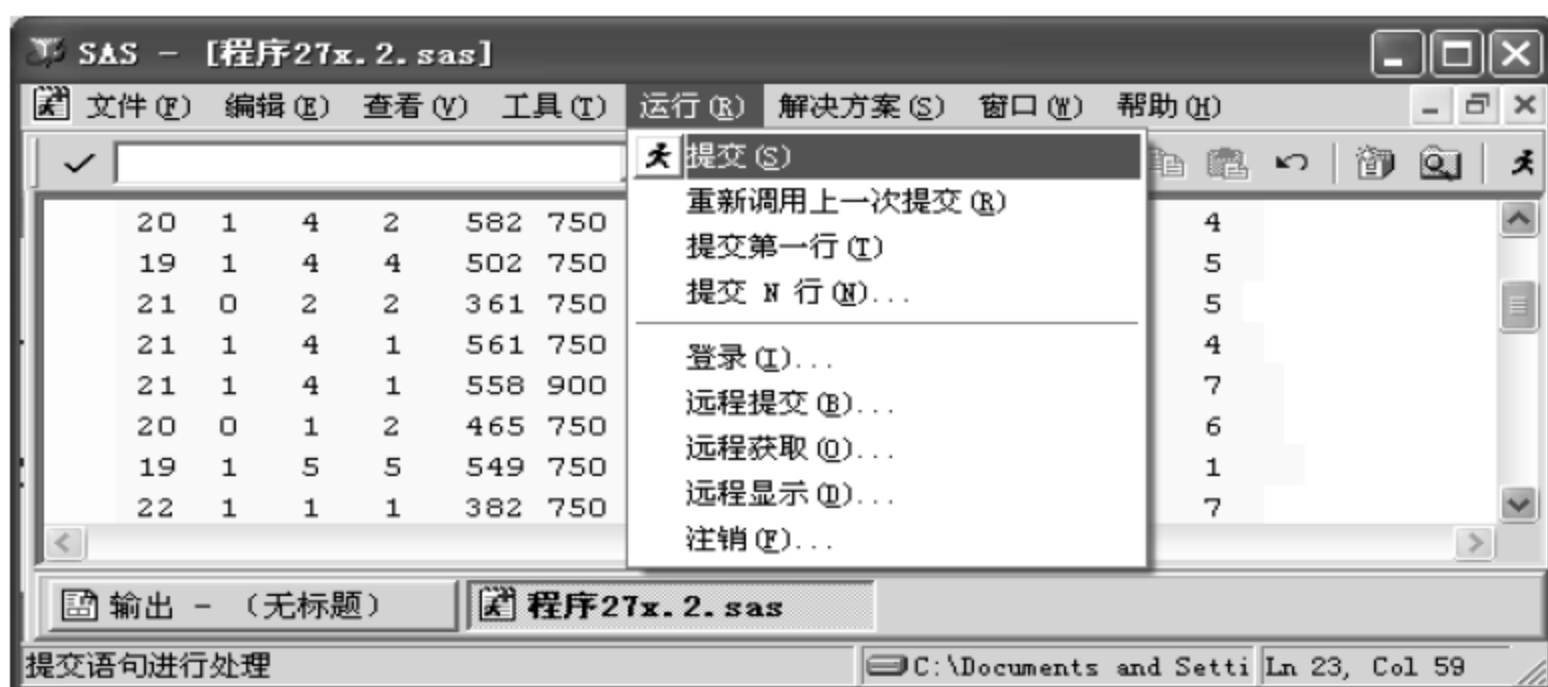 SAS - [程序27x.2.sas]
文件(F) 编辑(E) 查看(V) 工具(T) 运行(R) 解决方案(S) 窗口(W) 帮助(H)
提交(S)
重新调用上一次提交(R)
提交第一行(T)
提交 N 行(N)...
登录(I)...
远程提交(B)...
远程获取(O)...
远程显示(D)...
注销(F)...
20 1 4 2 582 750 4
19 1 4 4 502 750 5
21 0 2 2 361 750 5
21 1 4 1 561 750 4
21 1 4 1 558 900 7
20 0 1 2 465 750 6
19 1 5 5 549 750 1
22 1 1 1 382 750 7
输出 - (无标题) 程序27x.2.sas
提交语句进行处理 C:\Documents and Setti Ln 23, Col 59